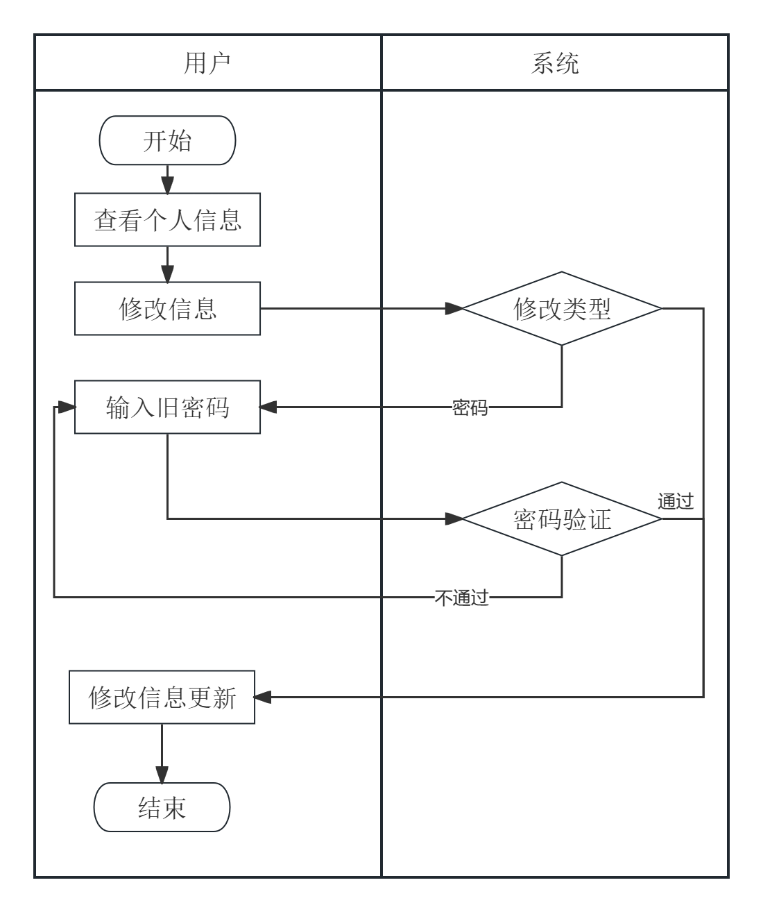 用户
系统
开始
查看个人信息
修改信息
修改类型
输入旧密码
密码
密码验证
通过
不通过
修改信息更新
结束